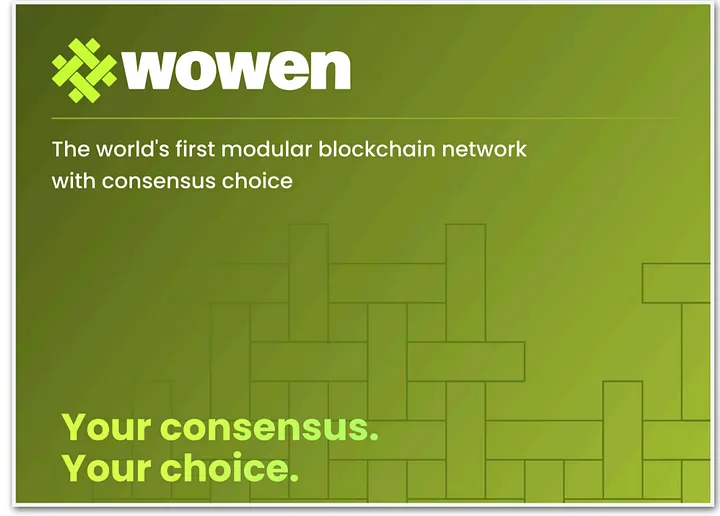 wowen
The world's first modular blockchain network
with consensus choice
Your consensus.
Your choice.